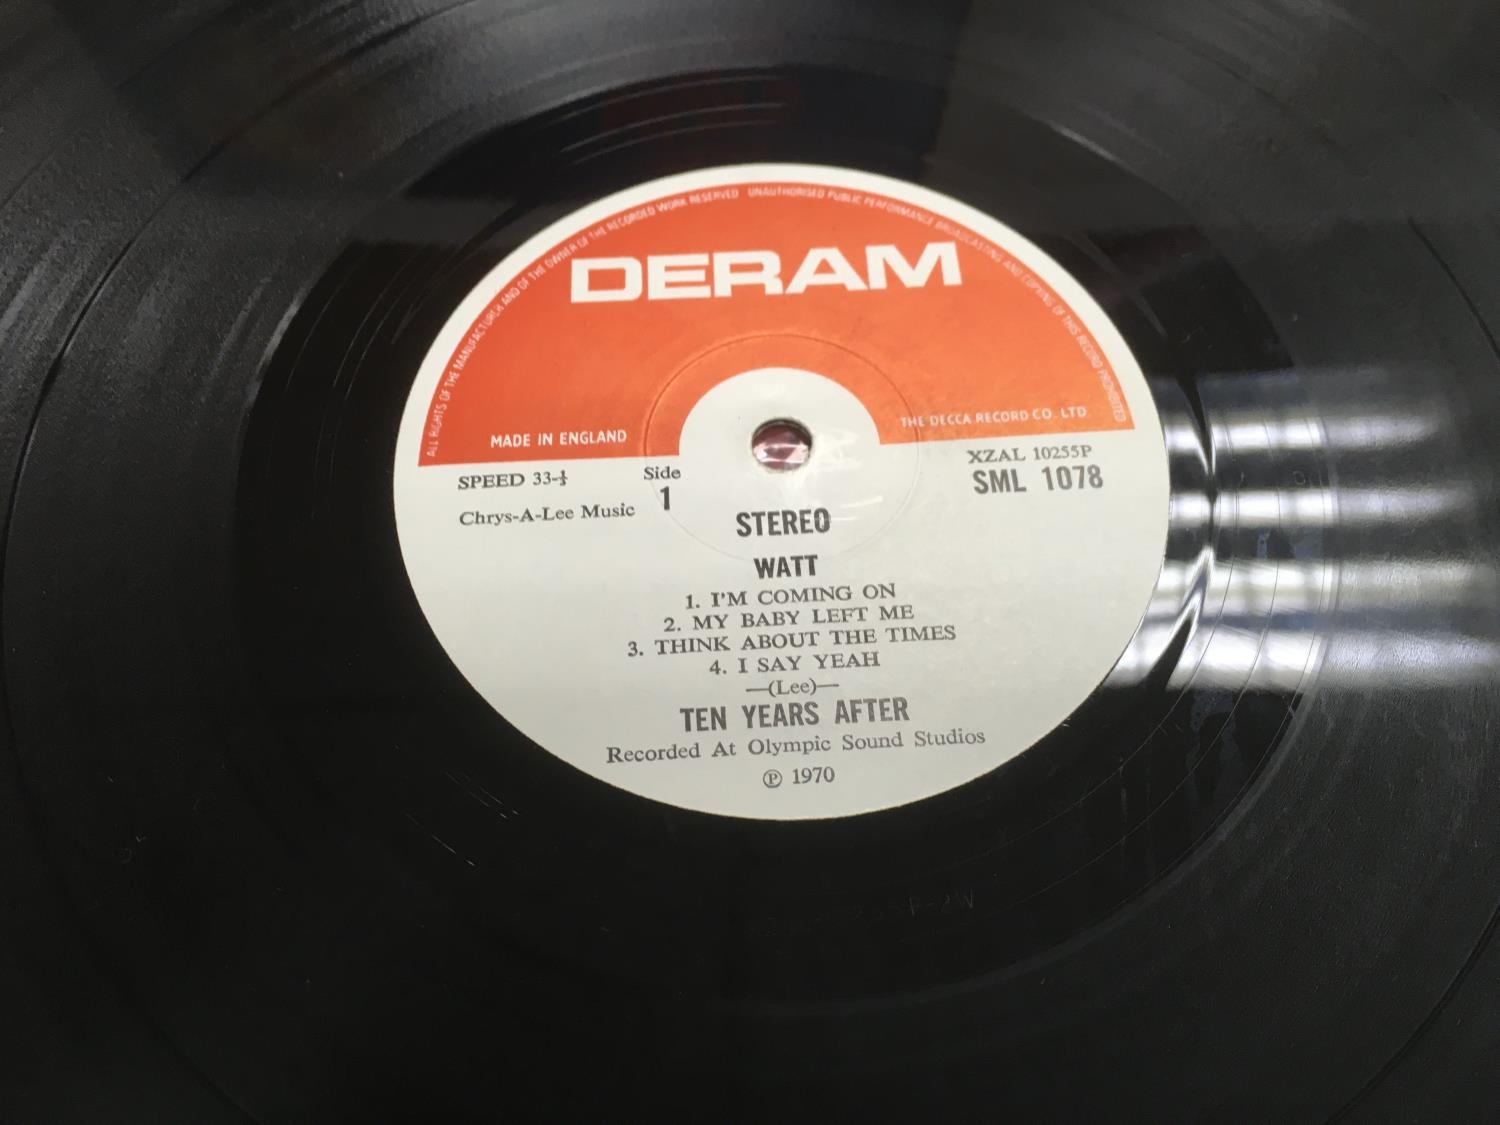 ALL RIGHTS OF THE MANUFACTURER AND OF THE OWNER OF THE RECORDED WORK RESERVED UNAUTHORISED PUBLIC PERFORMANCE BROADCASTING AND COPYING OF THIS RECORD PROHIBITED
DERAM
MADE IN ENGLAND
THE DECCA RECORD CO. LTD.
SPEED 33-⅓
Side
XZAL 10255P
Chrys-A-Lee Music
1
SML 1078
STEREO
WATT
1. I'M COMING ON
2. MY BABY LEFT ME
3. THINK ABOUT THE TIMES
4. I SAY YEAH
—(Lee)—
TEN YEARS AFTER
Recorded At Olympic Sound Studios
℗ 1970